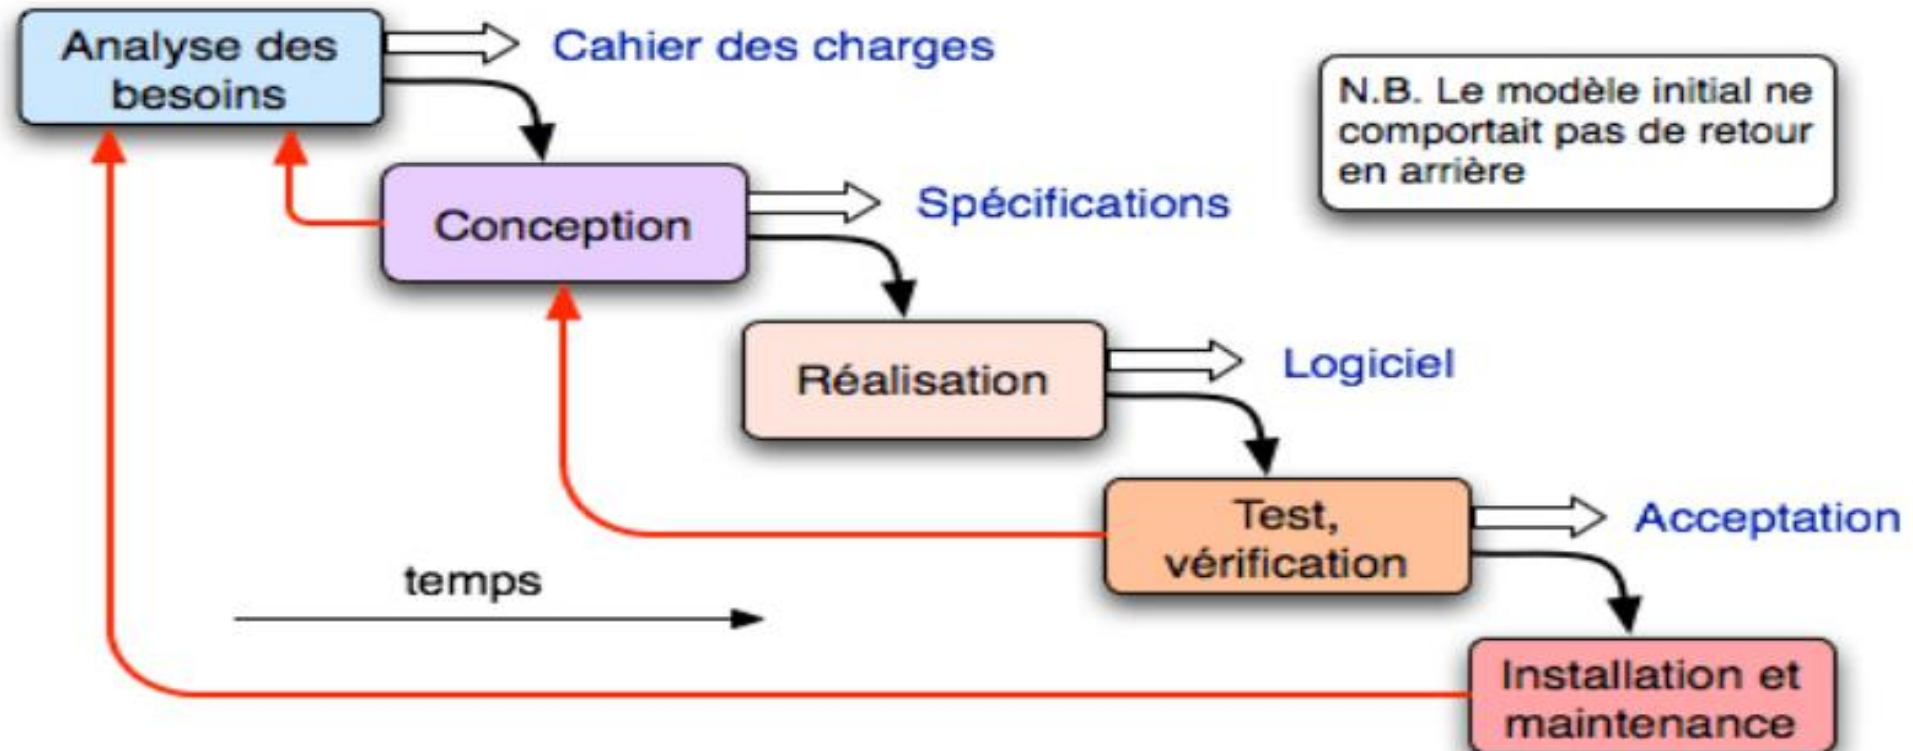 Analyse des
besoins
Cahier des charges
N.B. Le modèle initial ne
comportait pas de retour
en arrière
Conception
Spécifications
Réalisation
Logiciel
Test,
vérification
Acceptation
temps
Installation et
maintenance